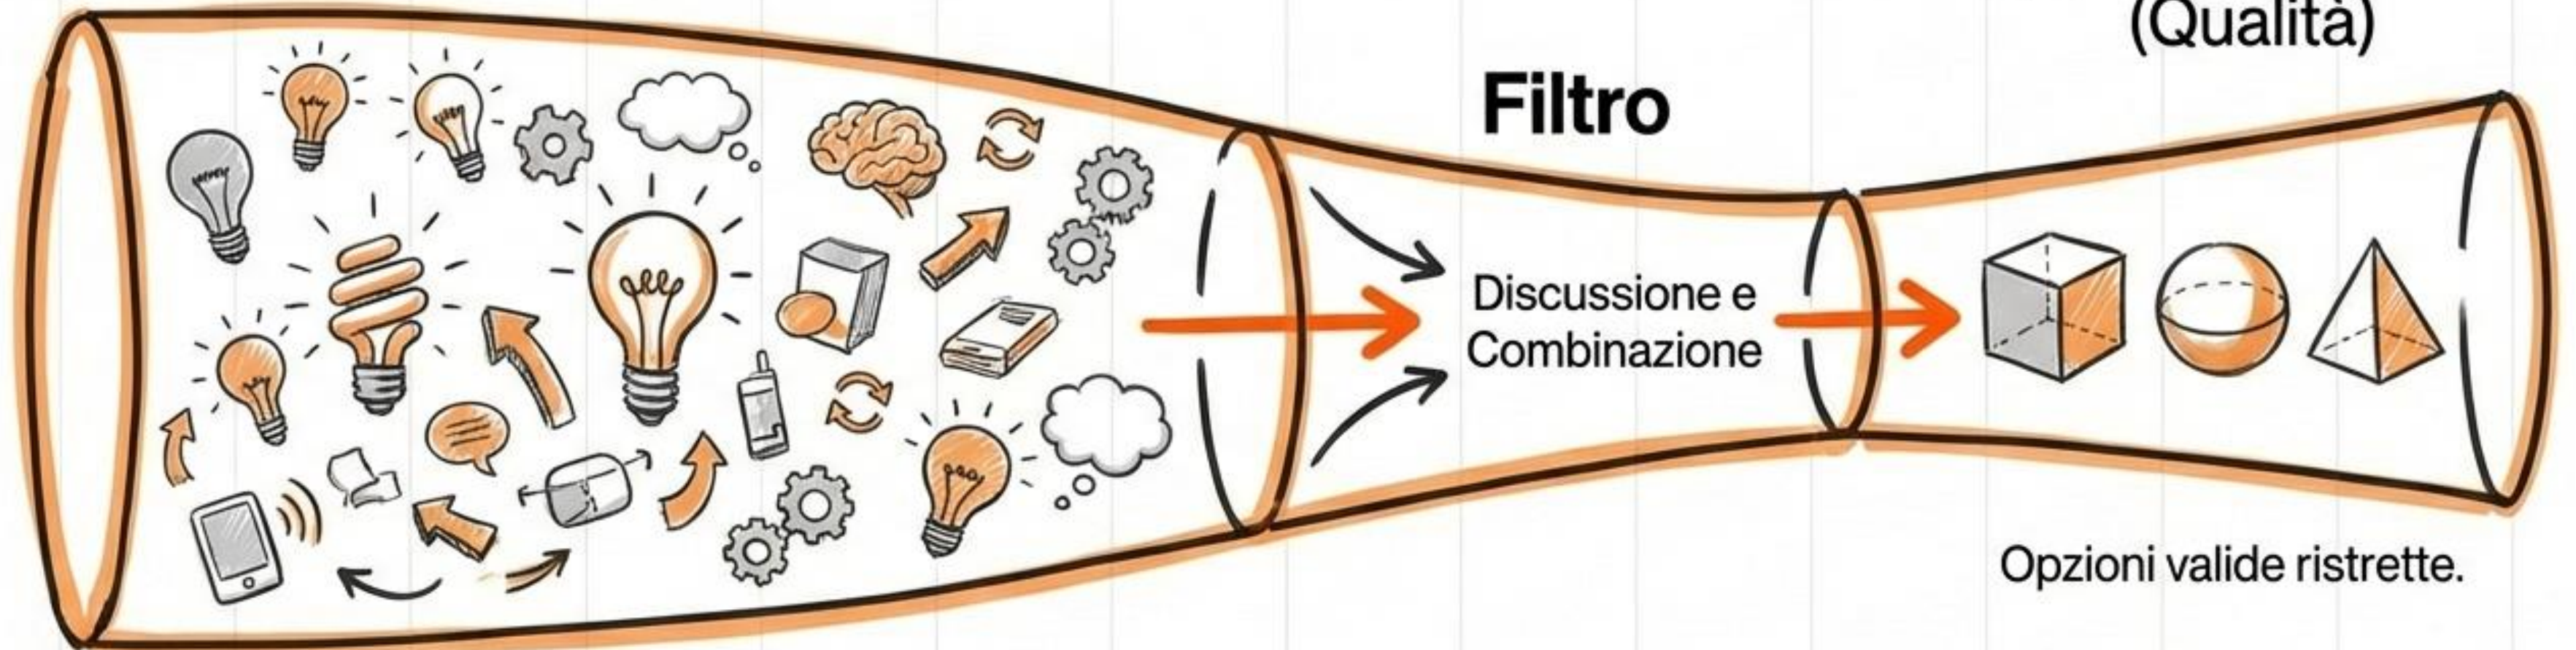 (Qualità)
Filtro
Discussione e
Combinazione
Opzioni valide ristrette.